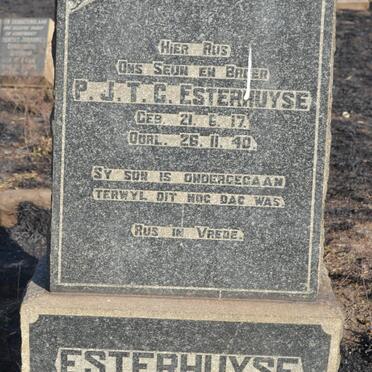 Hier Rus
Ons Seun en Broer
P. J. T. C. Esterhuyse
Geb. 21. 6. 17.
Oorl. 26. 11. 40.
Sy son is ondergegaan
terwyl dit nog dag was
Rus in Vrede.
ESTERHUYSE